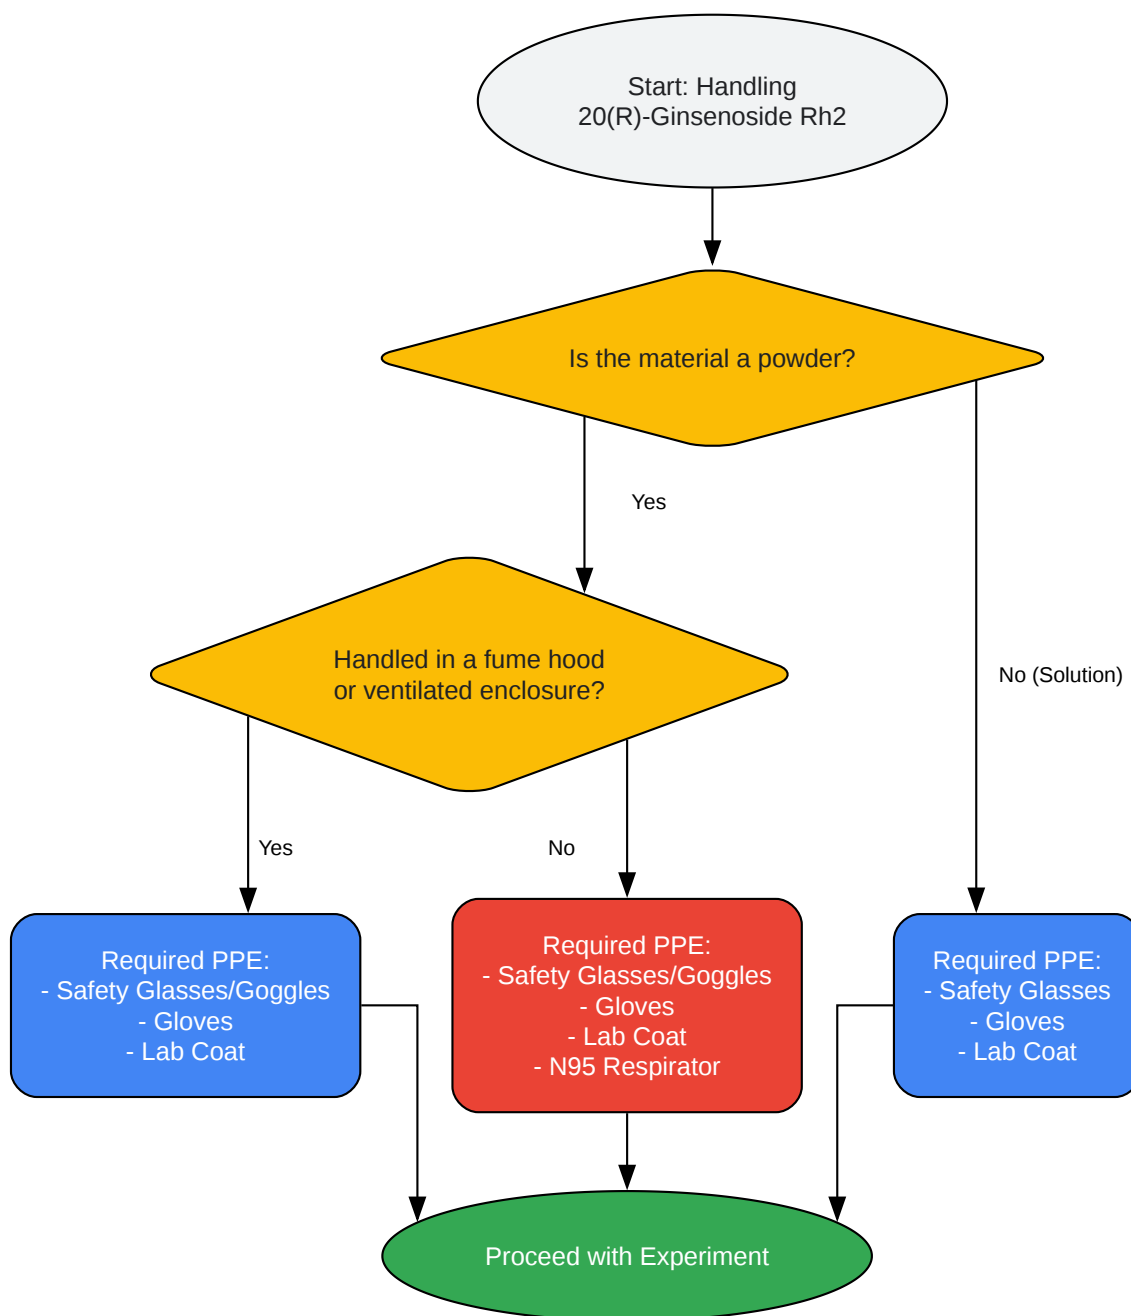 Start: Handling
20(R)-Ginsenoside Rh2
Is the material a powder?
Yes
Handled in a fume hood
or ventilated enclosure?
No (Solution)
Yes
No
Required PPE:
- Safety Glasses/Goggles
- Gloves
- Lab Coat
Required PPE:
- Safety Glasses/Goggles
- Gloves
- Lab Coat
- N95 Respirator
Required PPE:
- Safety Glasses
- Gloves
- Lab Coat
Proceed with Experiment